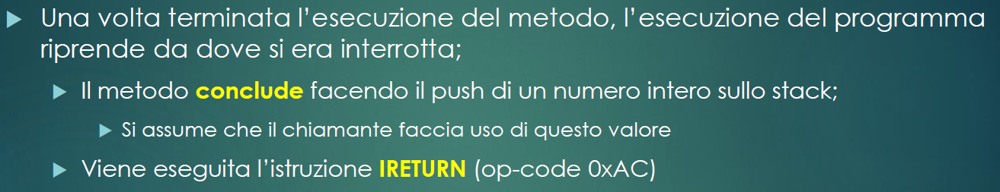 Una volta terminata l'esecuzione del metodo, l'esecuzione del programma
riprende da dove si era interrotta;
Il metodo conclude facendo il push di un numero intero sullo stack;
Si assume che il chiamante faccia uso di questo valore
Viene eseguita l'istruzione IRETURN (op-code 0xAC)